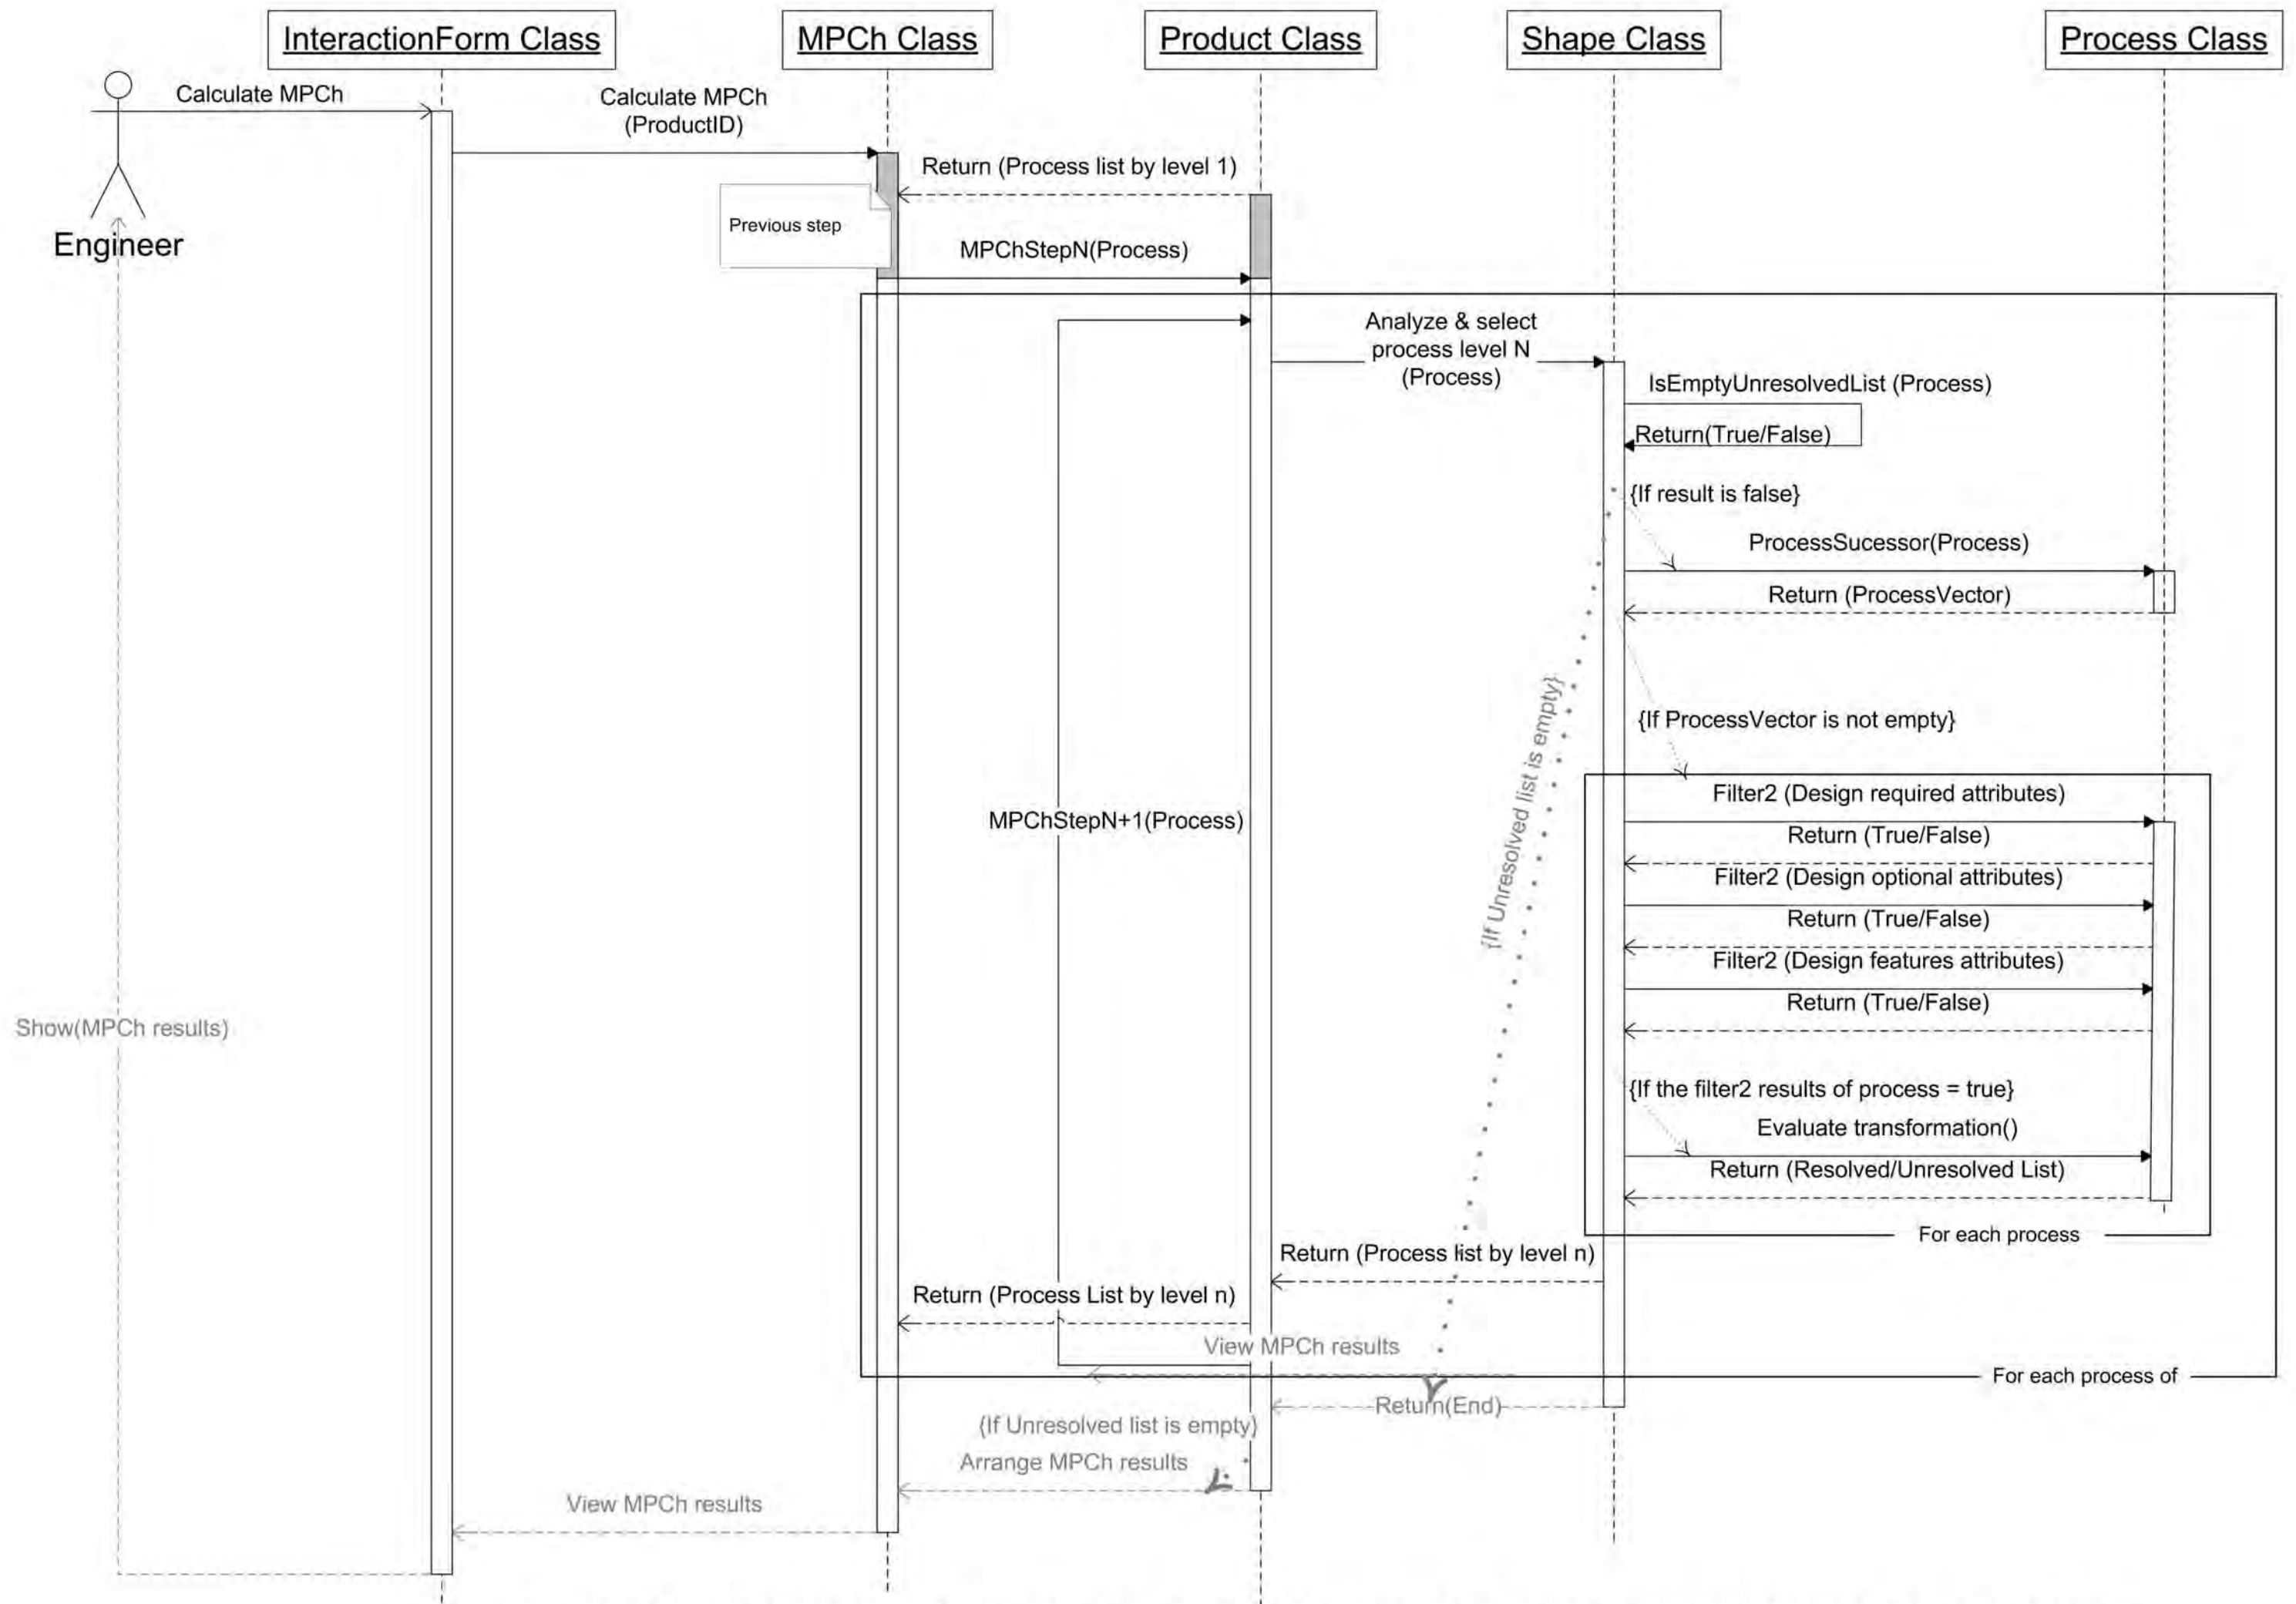 InteractionForm Class
MPCh Class
Product Class
Shape Class
Process Class
Calculate MPCh
Calculate MPCh
(ProductID)
Return (Process list by level 1)
Previous step
Engineer
MPChStepN(Process)
Analyze & select
process level N
(Process)
IsEmptyUnresolvedList (Process)
Return(True/False)
{If result is false}
ProcessSucessor(Process)
Return (ProcessVector)
{If Unresolved list is empty}
{If ProcessVector is not empty}
Filter2 (Design required attributes)
MPChStepN+1(Process)
Return (True/False)
Filter2 (Design optional attributes)
Return (True/False)
Filter2 (Design features attributes)
Return (True/False)
Show(MPCh results)
{If the filter2 results of process = true}
Evaluate transformation()
Return (Resolved/Unresolved List)
For each process
Return (Process list by level n)
Return (Process List by level n)
View MPCh results
For each process of
Return(End)
{If Unresolved list is empty}
Arrange MPCh results
View MPCh results